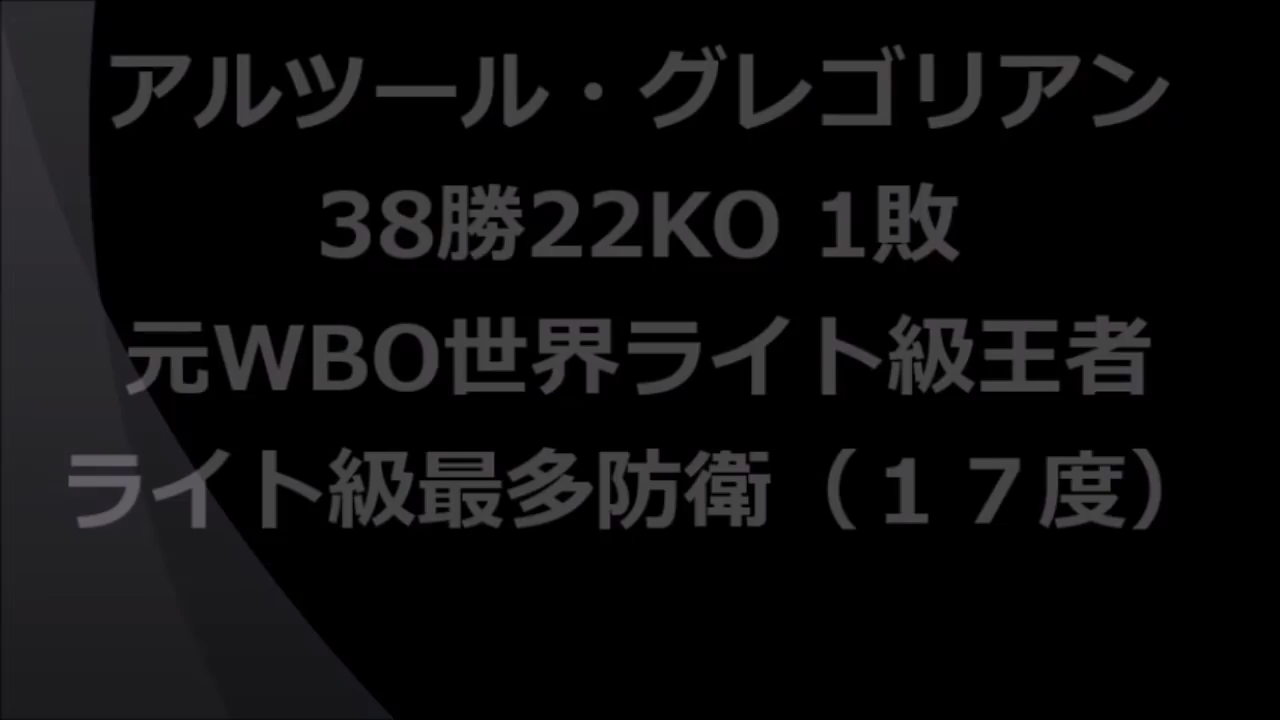 アルツール・グレゴリアン
38勝22KO 1敗
元WBO世界ライト級王者
ライト級最多防衛（１７度）